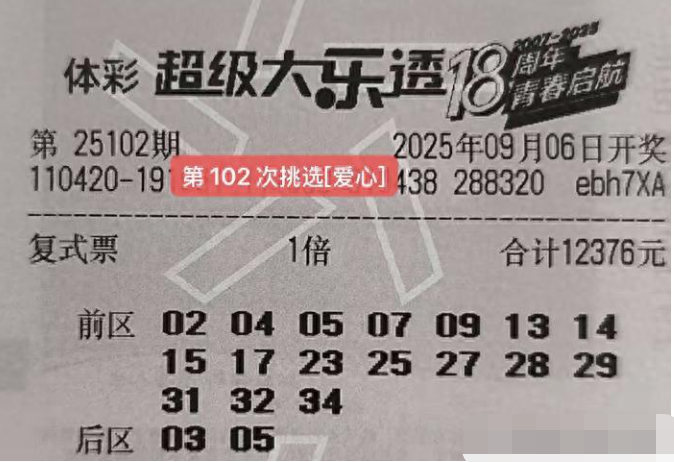 体彩 超级大乐透 18 2007-2025
周年
青春启航
第 25102期 2025年09月06日开奖
110420-19 第 102 次挑选[爱心] 438 288320 ebh7XA
复式票 1倍 合计12376元
前区 02 04 05 07 09 13 14
15 17 23 25 27 28 29
31 32 34
后区 03 05